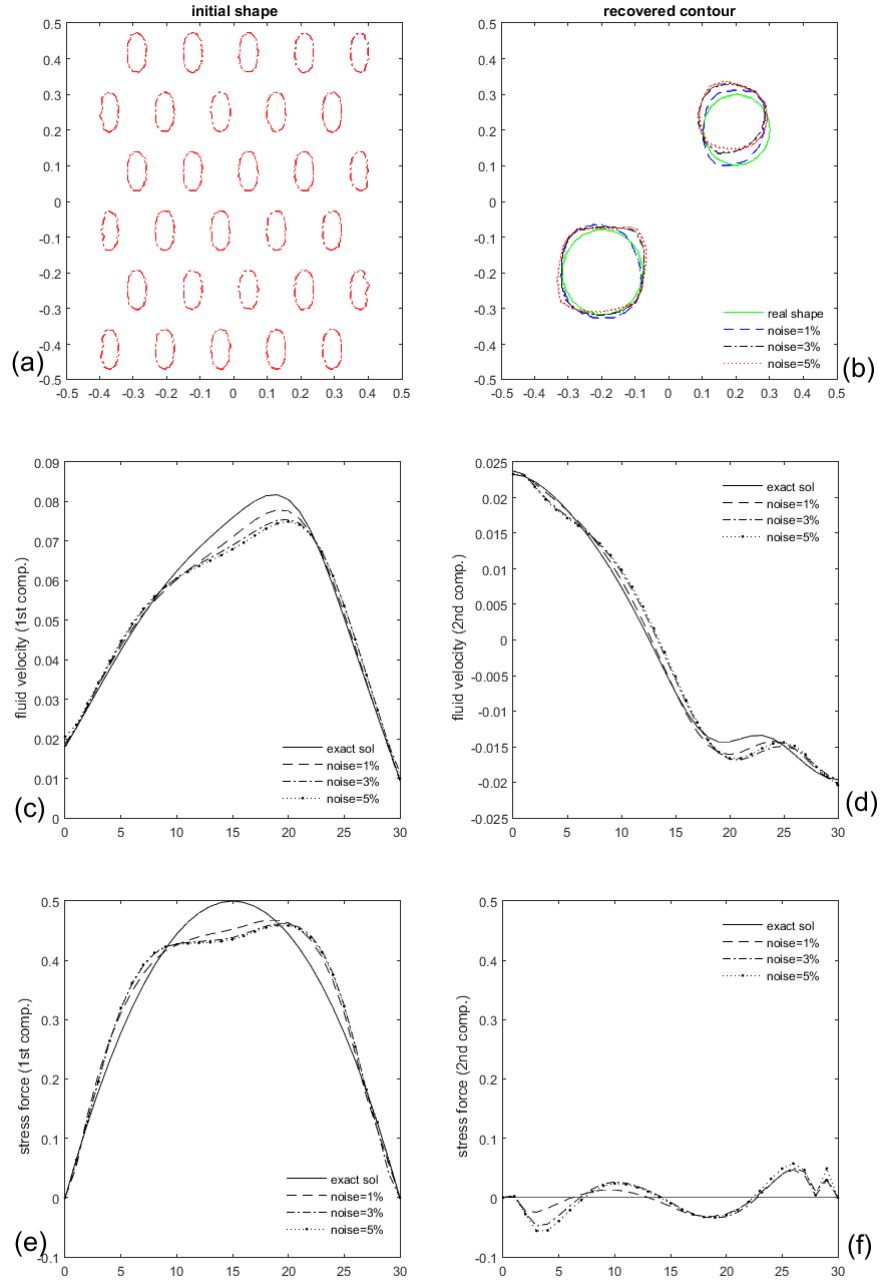 initial shape
0.5
0.4
0.3
0.2
0.1
0
-0.1
-0.2
-0.3
-0.4
-0.5
-0.5 -0.4 -0.3 -0.2 -0.1 0 0.1 0.2 0.3 0.4 0.5
(a)
recovered contour
0.5
0.4
0.3
0.2
0.1
0
-0.1
-0.2
-0.3
-0.4
-0.5
-0.5 -0.4 -0.3 -0.2 -0.1 0 0.1 0.2 0.3 0.4 0.5
real shape
noise=1%
noise=3%
noise=5%
(b)
fluid velocity (1st comp.)
0.09
0.08
0.07
0.06
0.05
0.04
0.03
0.02
0.01
0
0 5 10 15 20 25 30
exact sol
noise=1%
noise=3%
noise=5%
(c)
fluid velocity (2nd comp.)
0.025
0.02
0.015
0.01
0.005
0
-0.005
-0.01
-0.015
-0.02
-0.025
0 5 10 15 20 25 30
exact sol
noise=1%
noise=3%
noise=5%
(d)
stress force (1st comp.)
0.5
0.4
0.3
0.2
0.1
0
-0.1
0 5 10 15 20 25 30
exact sol
noise=1%
noise=3%
noise=5%
(e)
stress force (2nd comp.)
0.5
0.4
0.3
0.2
0.1
0
-0.1
0 5 10 15 20 25 30
exact sol
noise=1%
noise=3%
noise=5%
(f)